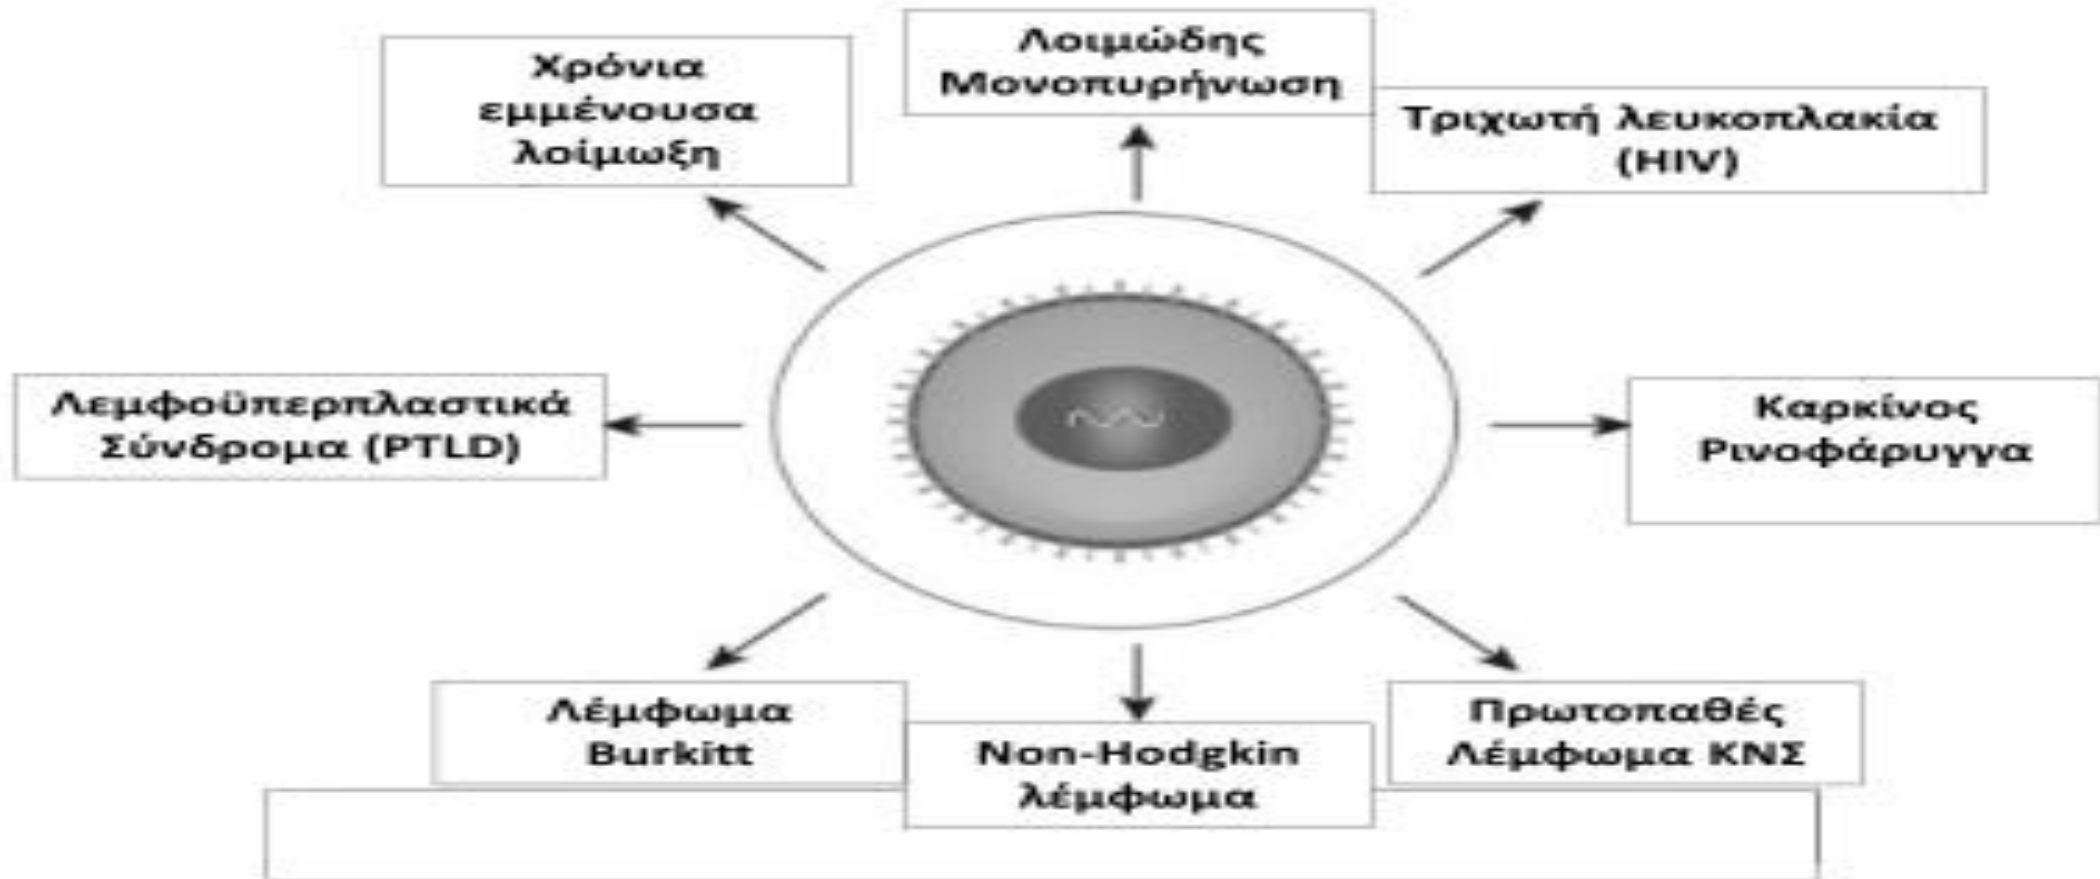 Λοιμώδης
Μονοπυρήνωση
Χρόνια
εμμένουσα
λοίμωξη
Τριχωτή λευκοπλακία
(HIV)
Λεμφοϋπερπλαστικά
Σύνδρομα (PTLD)
Καρκίνος
Ρινοφάρυγγα
Λέμφωμα
Burkitt
Non-Hodgkin
λέμφωμα
Πρωτοπαθές
Λέμφωμα ΚΝΣ